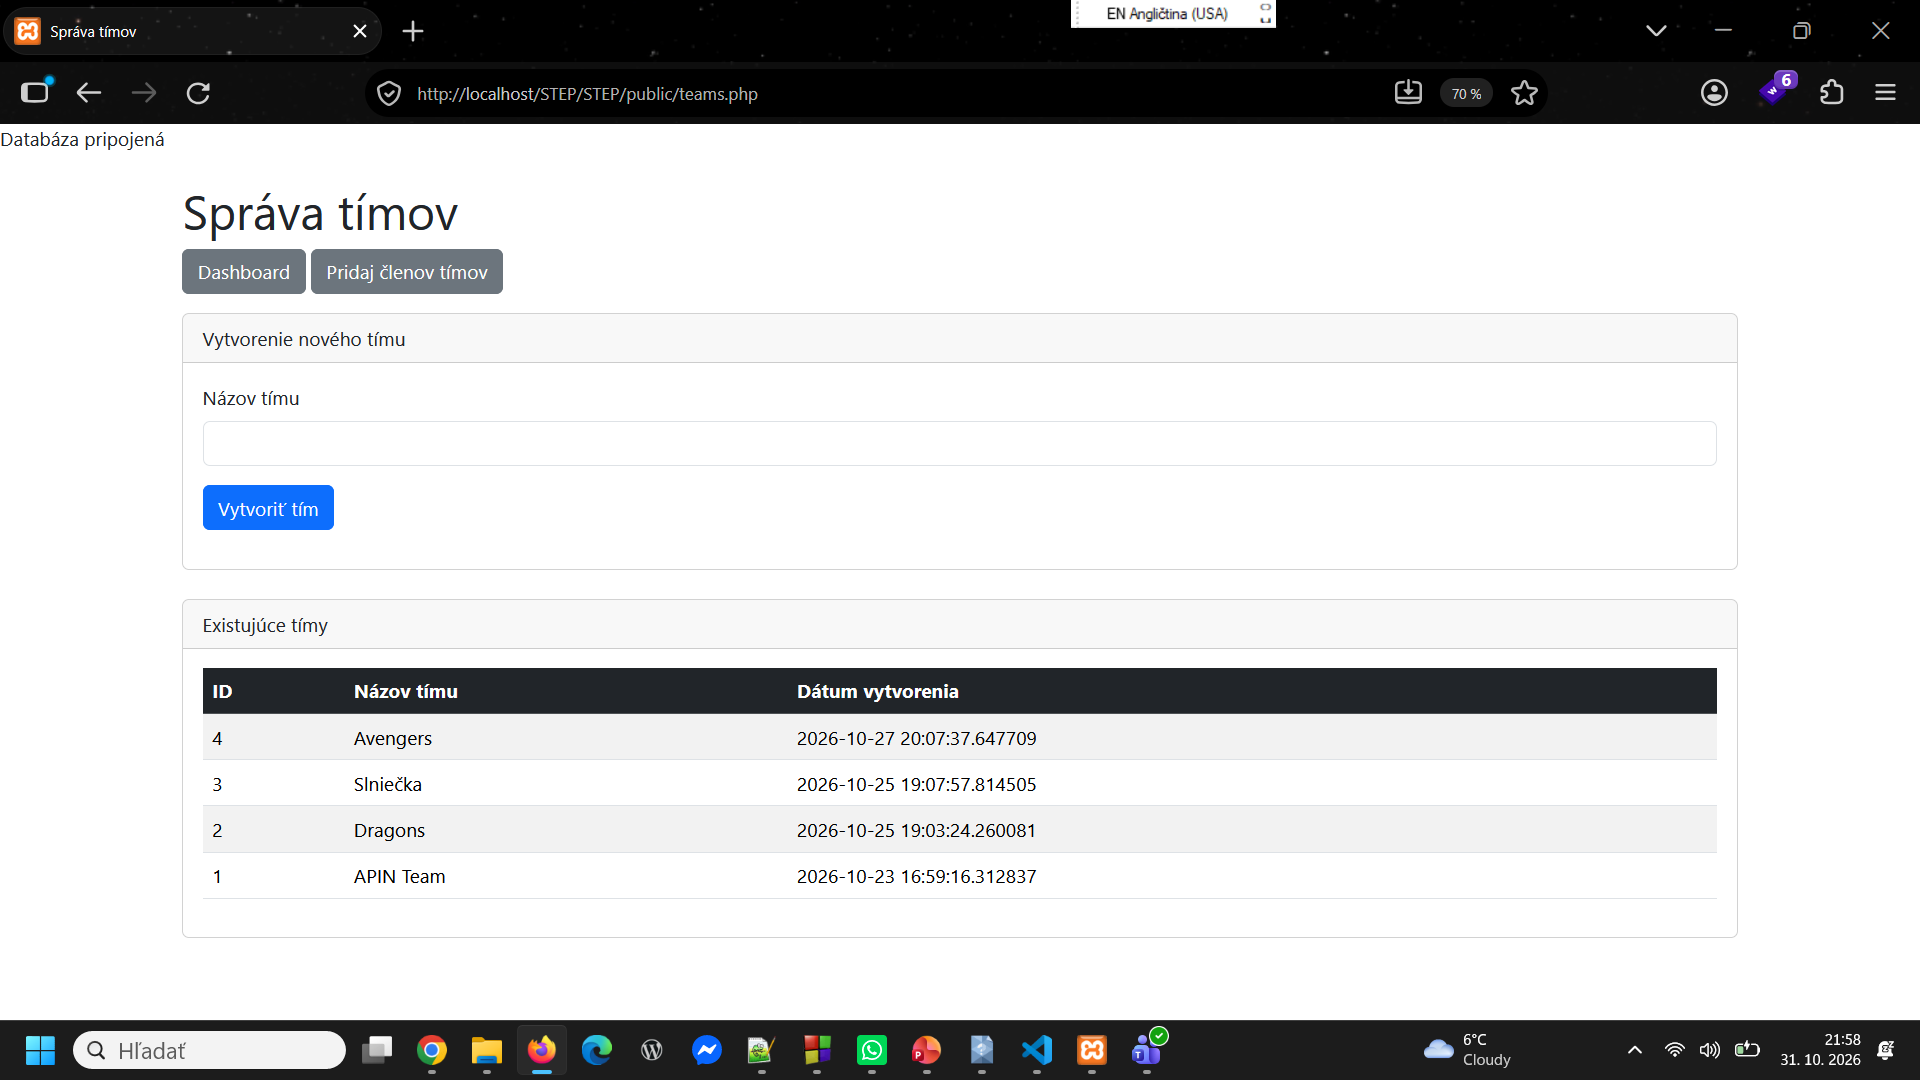 Správa tímov
EN Angličtina (USA)
http://localhost/STEP/STEP/public/teams.php
70 %
6
Databáza pripojená
Správa tímov
Dashboard
Pridaj členov tímov
Vytvorenie nového tímu
Názov tímu
Vytvoriť tím
Existujúce tímy
ID Názov tímu Dátum vytvorenia
4 Avengers 2026-10-27 20:07:37.647709
3 Slniečka 2026-10-25 19:07:57.814505
2 Dragons 2026-10-25 19:03:24.260081
1 APIN Team 2026-10-23 16:59:16.312837
Hľadať
6°C
Cloudy
21:58
31. 10. 2026